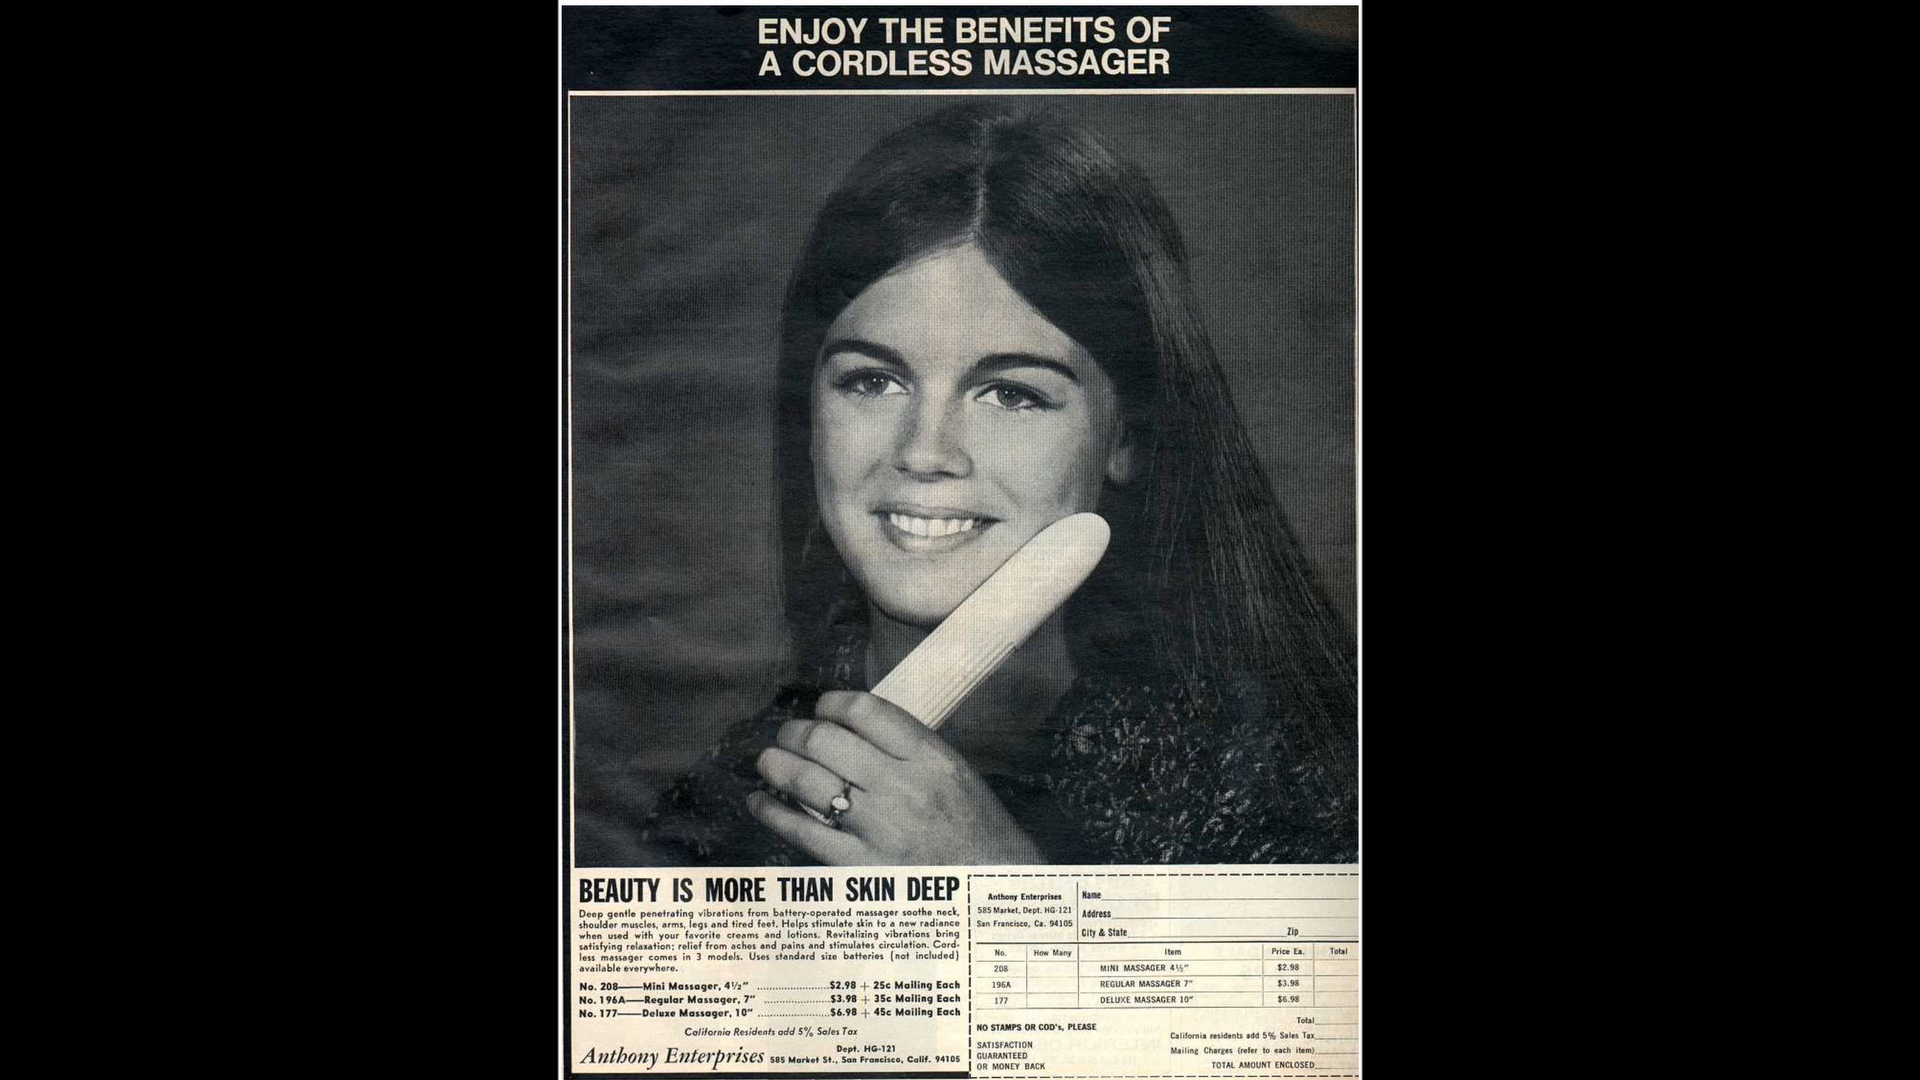 ENJOY THE BENEFITS OF
A CORDLESS MASSAGER
BEAUTY IS MORE THAN SKIN DEEP
Deep gentle penetrating vibrations from battery-operated massager soothe neck,
shoulder muscles, arms, legs and tired feet. Helps stimulate skin to a new radiance
when used with your favorite creams and lotions. Revitalizing vibrations bring
satisfying relaxation; relief from aches and pains and stimulates circulation. Cord-
less massager comes in 3 models. Uses standard size batteries (not included)
available everywhere.
No. 208—Mini Massager, 4½" ......................$2.98 + 25c Mailing Each
No. 196A—Regular Massager, 7" ....................$3.98 + 35c Mailing Each
No. 177—Deluxe Massager, 10" .....................$6.98 + 45c Mailing Each
California Residents add 5% Sales Tax
Anthony Enterprises
Dept. HG-121
585 Market St., San Francisco, Calif. 94105
Anthony Enterprises
585 Market, Dept. HG-121
San Francisco, Ca. 94105
Name
Address
City & State Zip
No. How Many Item Price Ea. Total
208 MINI MASSAGER 4½" $2.98
196A REGULAR MASSAGER 7" $3.98
177 DELUXE MASSAGER 10" $6.98
NO STAMPS OR COD's, PLEASE
SATISFACTION
GUARANTEED
OR MONEY BACK
Total
California residents add 5% Sales Tax
Mailing Charges (refer to each item)
TOTAL AMOUNT ENCLOSED